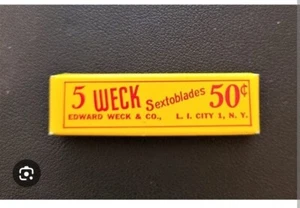 5 WECK Sextoblades 50¢
EDWARD WECK & CO., L. I. CITY 1, N. Y.